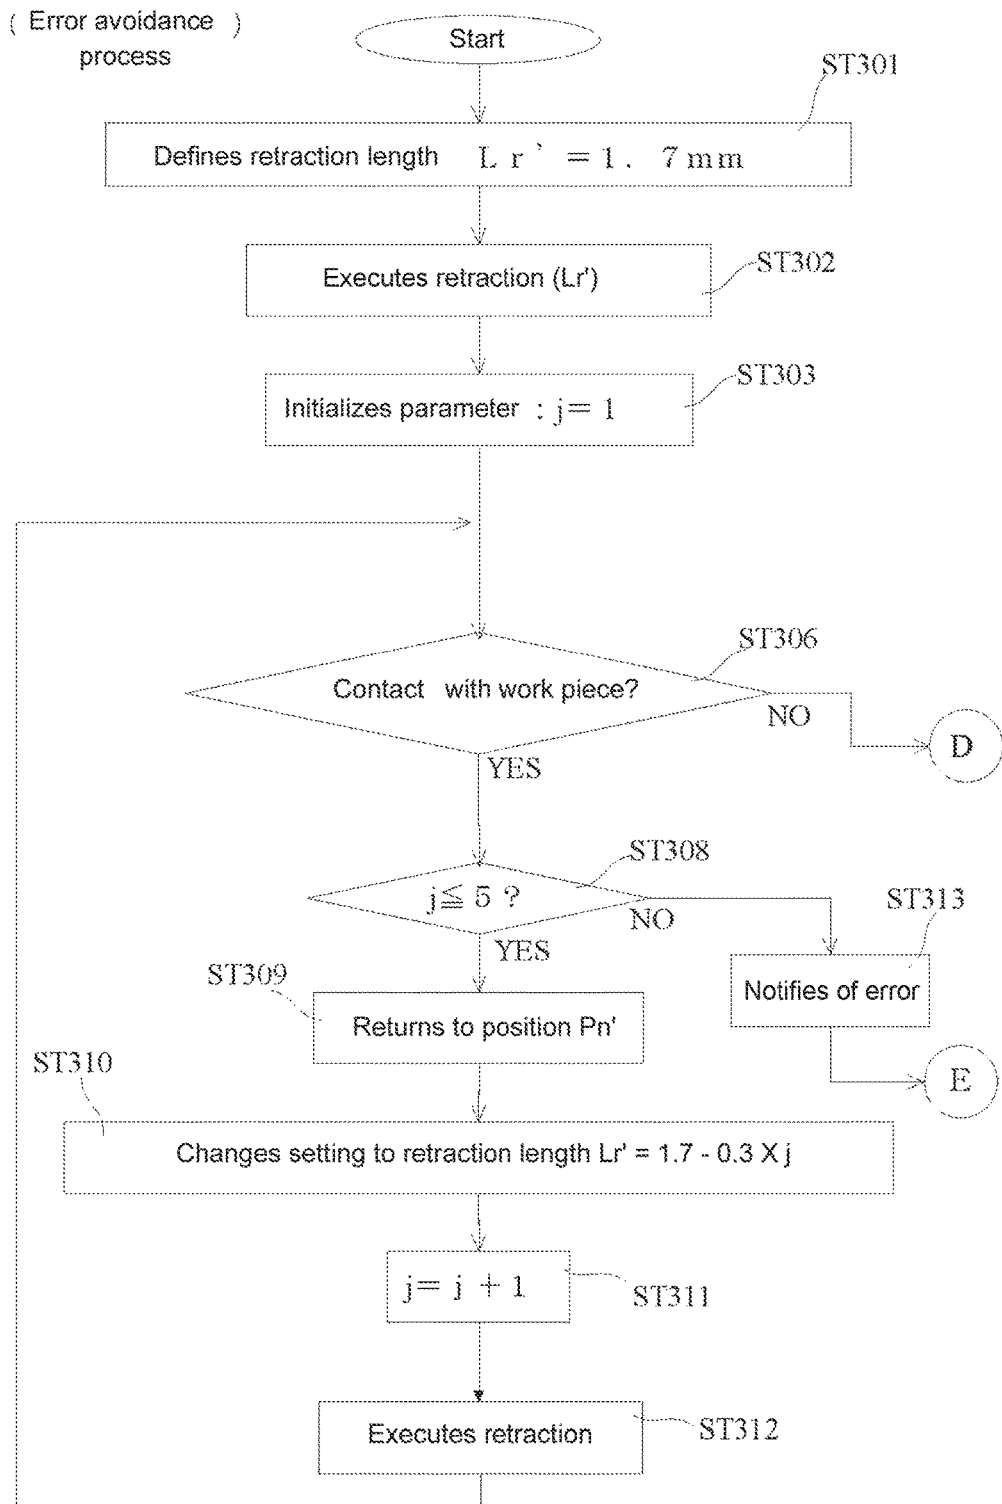 ( Error avoidance )
process
Start
ST301
Defines retraction length Lr' = 1. 7mm
ST302
Executes retraction (Lr')
ST303
Initializes parameter : j= 1
ST306
Contact with work piece?
NO
D
YES
ST308
j≦ 5 ?
NO
YES
ST313
Notifies of error
ST309
Returns to position Pn'
E
ST310
Changes setting to retraction length Lr' = 1.7 - 0.3 X j
j= j + 1
ST311
Executes retraction
ST312